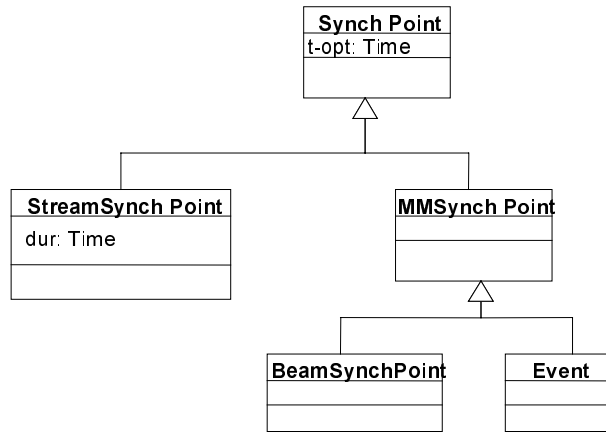 Synch Point
t-opt: Time
StreamSynch Point
dur: Time
MMSynch Point
BeamSynchPoint
Event